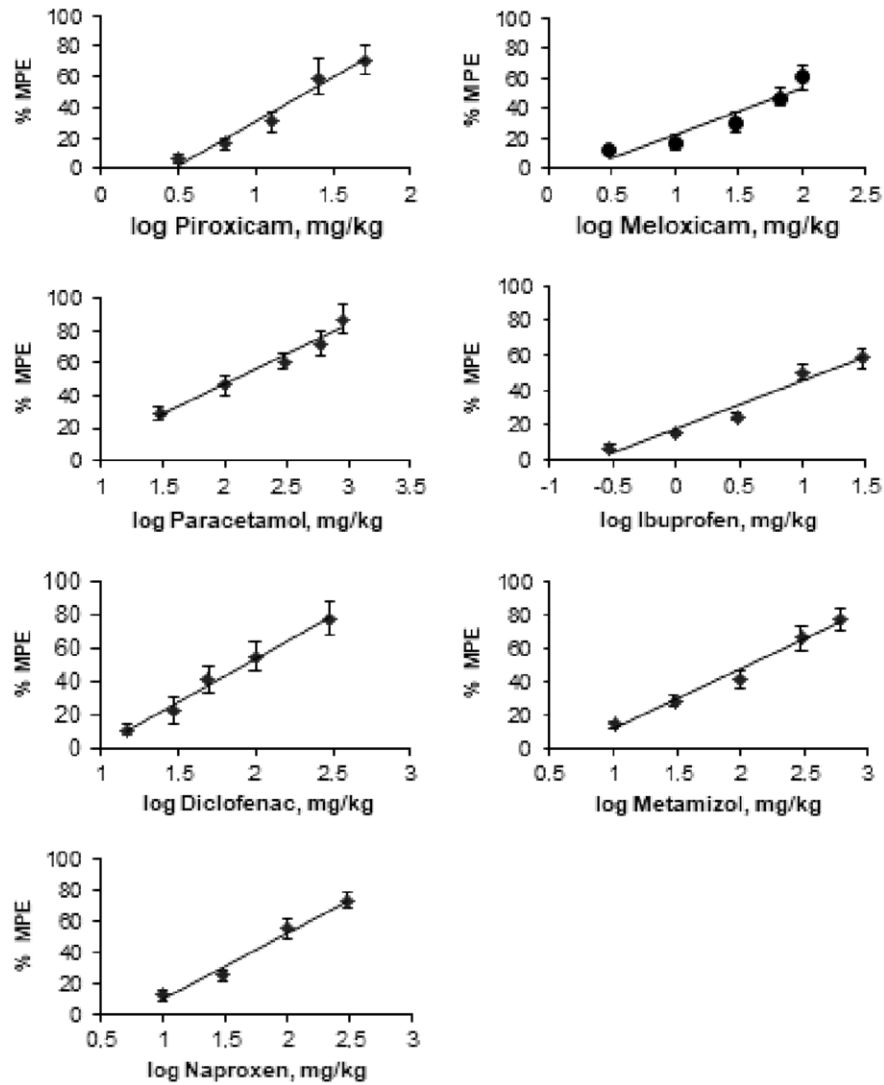 100
80
60
40
20
0
% MPE
0 0.5 1 1.5 2
log Piroxicam, mg/kg
100
80
60
40
20
0
% MPE
0 0.5 1 1.5 2 2.5
log Meloxicam, mg/kg
100
80
60
40
20
0
% MPE
1 1.5 2 2.5 3 3.5
log Paracetamol, mg/kg
100
80
60
40
20
0
% MPE
-1 -0.5 0 0.5 1 1.5
log Ibuprofen, mg/kg
100
80
60
40
20
0
% MPE
1 1.5 2 2.5 3
log Diclofenac, mg/kg
100
80
60
40
20
0
% MPE
0.5 1 1.5 2 2.5 3
log Metamizol, mg/kg
100
80
60
40
20
0
% MPE
0,5 1 1,5 2 2,5 3
log Naproxen, mg/kg